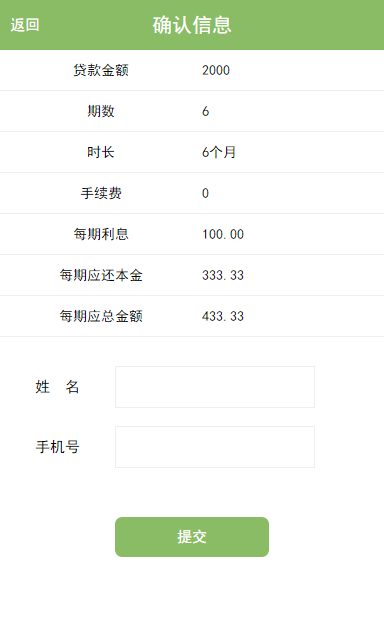 返回 确认信息
贷款金额 2000
期数 6
时长 6个月
手续费 0
每期利息 100.00
每期应还本金 333.33
每期应总金额 433.33
姓 名
手机号
提交